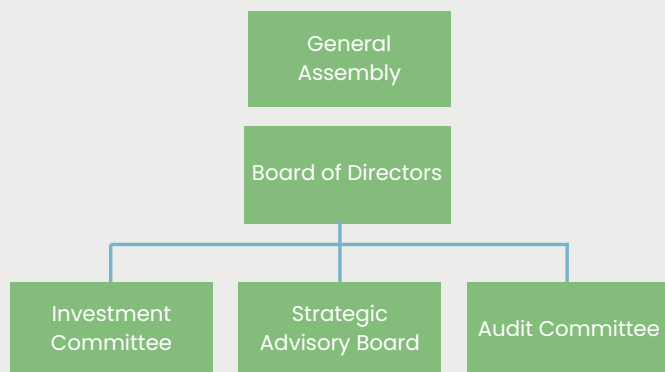 General
Assembly
Board of Directors
Investment
Committee
Strategic
Advisory Board
Audit Committee